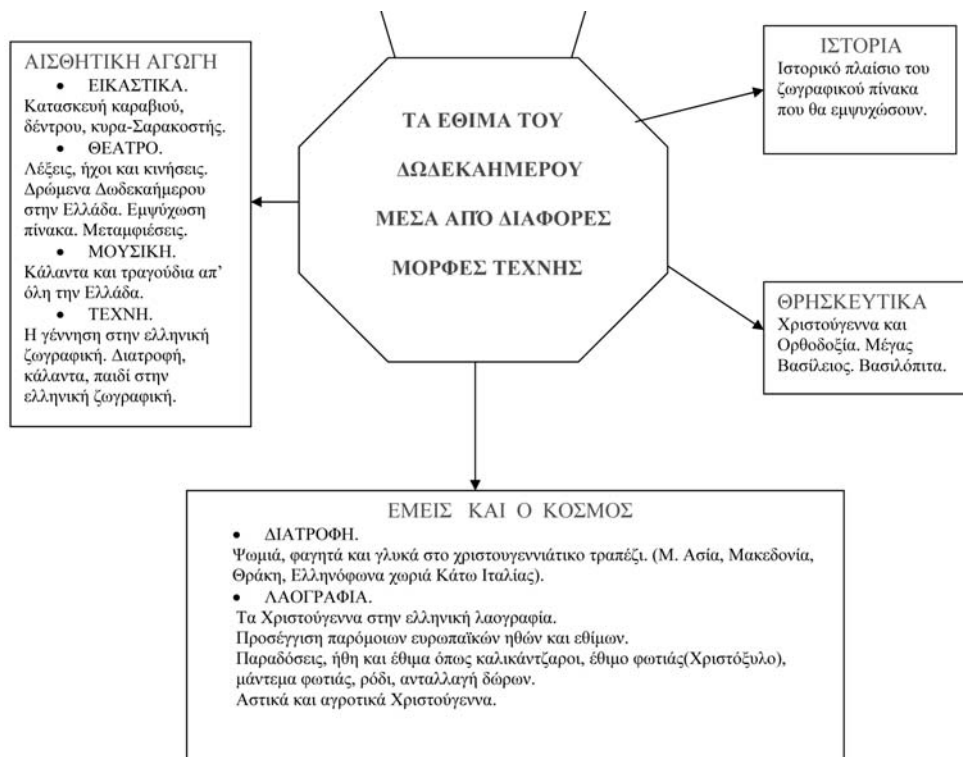 ΑΙΣΘΗΤΙΚΗ ΑΓΩΓΗ
• ΕΙΚΑΣΤΙΚΑ.
Κατασκευή καραβιού,
δέντρου, κυρα-Σαρακοστής.
• ΘΕΑΤΡΟ.
Λέξεις, ήχοι και κινήσεις.
Δρώμενα Δωδεκαήμερου
στην Ελλάδα. Εμψύχωση
πίνακα. Μεταμφιέσεις.
• ΜΟΥΣΙΚΗ.
Κάλαντα και τραγούδια απ’
όλη την Ελλάδα.
• ΤΕΧΝΗ.
Η γέννηση στην ελληνική
ζωγραφική. Διατροφή,
κάλαντα, παιδί στην
ελληνική ζωγραφική.
ΤΑ ΕΘΙΜΑ ΤΟΥ
ΔΩΔΕΚΑΗΜΕΡΟΥ
ΜΕΣΑ ΑΠΌ ΔΙΑΦΟΡΕΣ
ΜΟΡΦΕΣ ΤΕΧΝΗΣ
ΙΣΤΟΡΙΑ
Ιστορικό πλαίσιο του
ζωγραφικού πίνακα
που θα εμψυχώσουν.
ΘΡΗΣΚΕΥΤΙΚΑ
Χριστούγεννα και
Ορθοδοξία. Μέγας
Βασίλειος. Βασιλόπιτα.
ΕΜΕΙΣ ΚΑΙ Ο ΚΟΣΜΟΣ
• ΔΙΑΤΡΟΦΗ.
Ψωμιά, φαγητά και γλυκά στο χριστουγεννιάτικο τραπέζι. (Μ. Ασία, Μακεδονία,
Θράκη, Ελληνόφωνα χωριά Κάτω Ιταλίας).
• ΛΑΟΓΡΑΦΙΑ.
Τα Χριστούγεννα στην ελληνική λαογραφία.
Προσέγγιση παρόμοιων ευρωπαϊκών ηθών και εθίμων.
Παραδόσεις, ήθη και έθιμα όπως καλικάντζαροι, έθιμο φωτιάς(Χριστόξυλο),
μάντεμα φωτιάς, ρόδι, ανταλλαγή δώρων.
Αστικά και αγροτικά Χριστούγεννα.